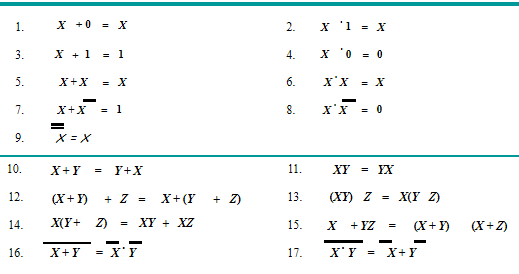 1. X + 0 = X 2. X · 1 = X
3. X + 1 = 1 4. X · 0 = 0
5. X + X = X 6. X · X = X
7. X + X̅ = 1 8. X · X̅ = 0
9. X̿ = X
10. X + Y = Y + X 11. XY = YX
12. (X + Y) + Z = X + (Y + Z) 13. (XY) Z = X(Y Z)
14. X(Y + Z) = XY + XZ 15. X + YZ = (X + Y) (X + Z)
16. X̅ ̅+̅ ̅Y̅ = X̅ · Y̅ 17. X̅ ̅·̅ ̅Y̅ = X̅ + Y̅